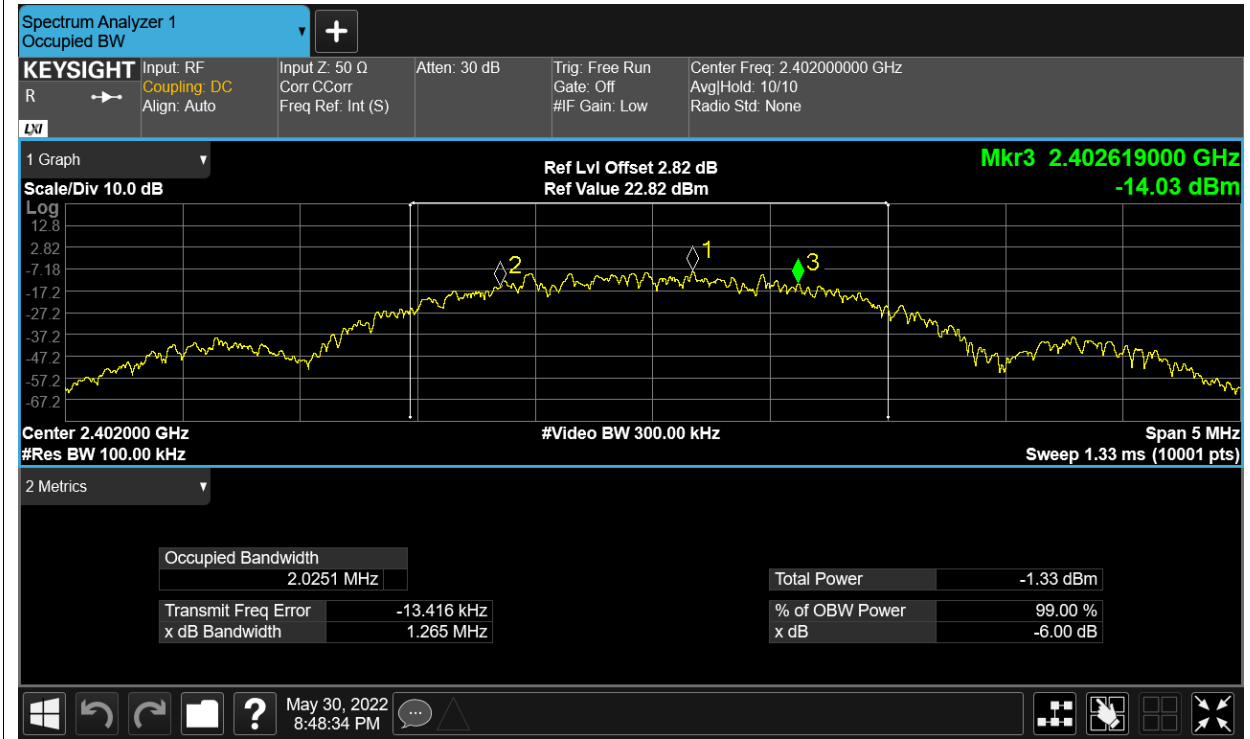 Spectrum Analyzer 1
Occupied BW
KEYSIGHT Input: RF Input Z: 50 Ω Atten: 30 dB Trig: Free Run Center Freq: 2.402000000 GHz
R Coupling: DC Corr CCorr Gate: Off Avg|Hold: 10/10
Align: Auto Freq Ref: Int (S) #IF Gain: Low Radio Std: None
LXI
1 Graph Ref Lvl Offset 2.82 dB Mkr3 2.402619000 GHz
Scale/Div 10.0 dB Ref Value 22.82 dBm -14.03 dBm
Log
12.8
2.82
-7.18
-17.2
-27.2
-37.2
-47.2
-57.2
-67.2
2
1
3
Center 2.402000 GHz #Video BW 300.00 kHz Span 5 MHz
#Res BW 100.00 kHz Sweep 1.33 ms (10001 pts)
2 Metrics
Occupied Bandwidth
2.0251 MHz Total Power -1.33 dBm
Transmit Freq Error -13.416 kHz % of OBW Power 99.00 %
x dB Bandwidth 1.265 MHz x dB -6.00 dB
? May 30, 2022
8:48:34 PM